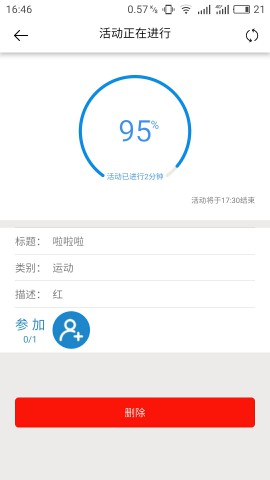 16:46
0.57 K/s 4G 21
活动正在进行
95%
活动已进行2分钟
活动将于17:30结束
标题： 啦啦啦
类别： 运动
描述： 红
参 加
0/1
删除